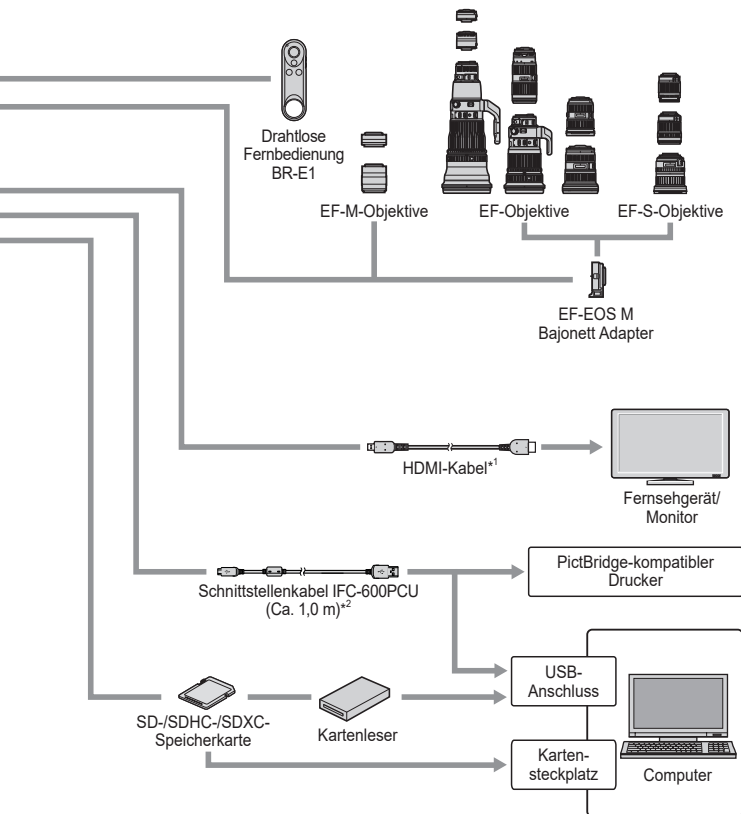 Drahtlose
Fernbedienung
BR-E1
EF-M-Objektive
EF-Objektive
EF-S-Objektive
EF-EOS M
Bajonett Adapter
HDMI-Kabel*1
Fernsehgerät/
Monitor
Schnittstellenkabel IFC-600PCU
(Ca. 1,0 m)*2
PictBridge-kompatibler
Drucker
USB-
Anschluss
SD-/SDHC-/SDXC-
Speicherkarte
Kartenleser
Karten-
steckplatz
Computer